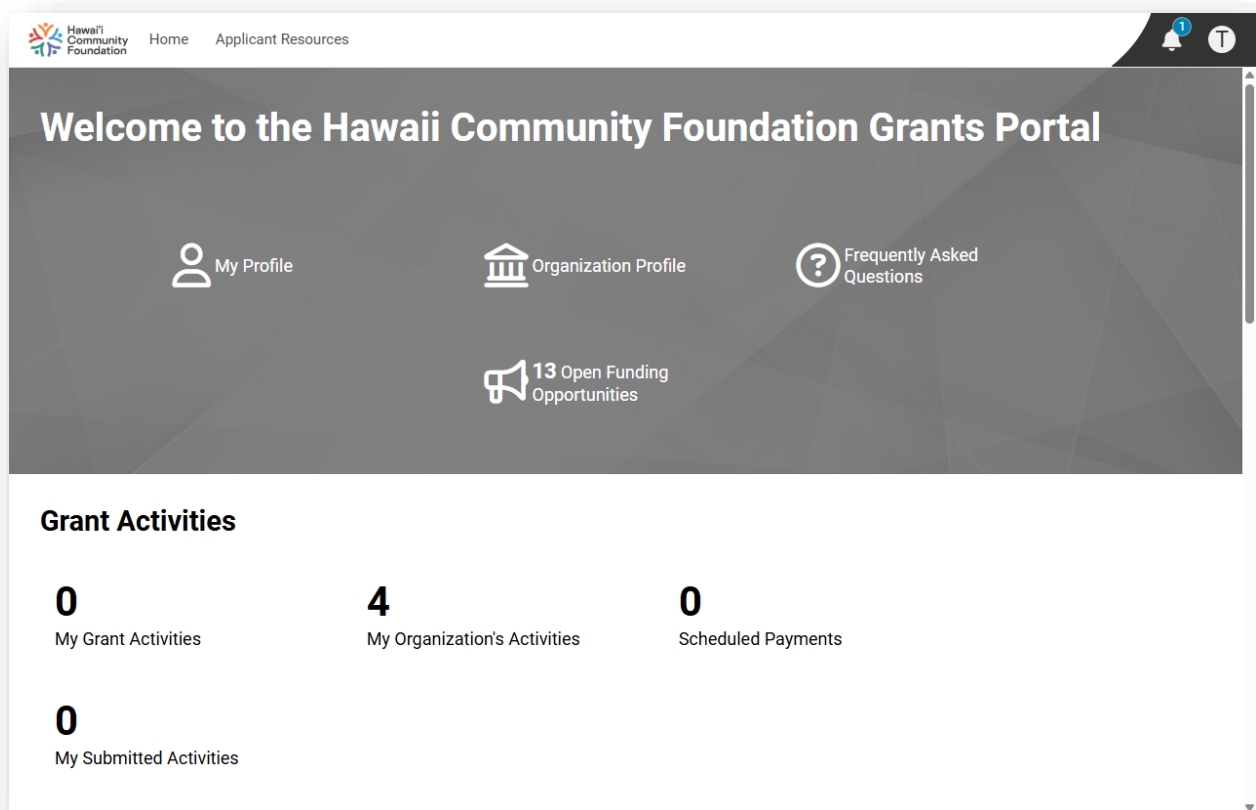 Hawai'i
Community
Foundation
Home
Applicant Resources
1
T
Welcome to the Hawaii Community Foundation Grants Portal
My Profile
Organization Profile
Frequently Asked
Questions
13 Open Funding
Opportunities
Grant Activities
0
My Grant Activities
4
My Organization's Activities
0
Scheduled Payments
0
My Submitted Activities